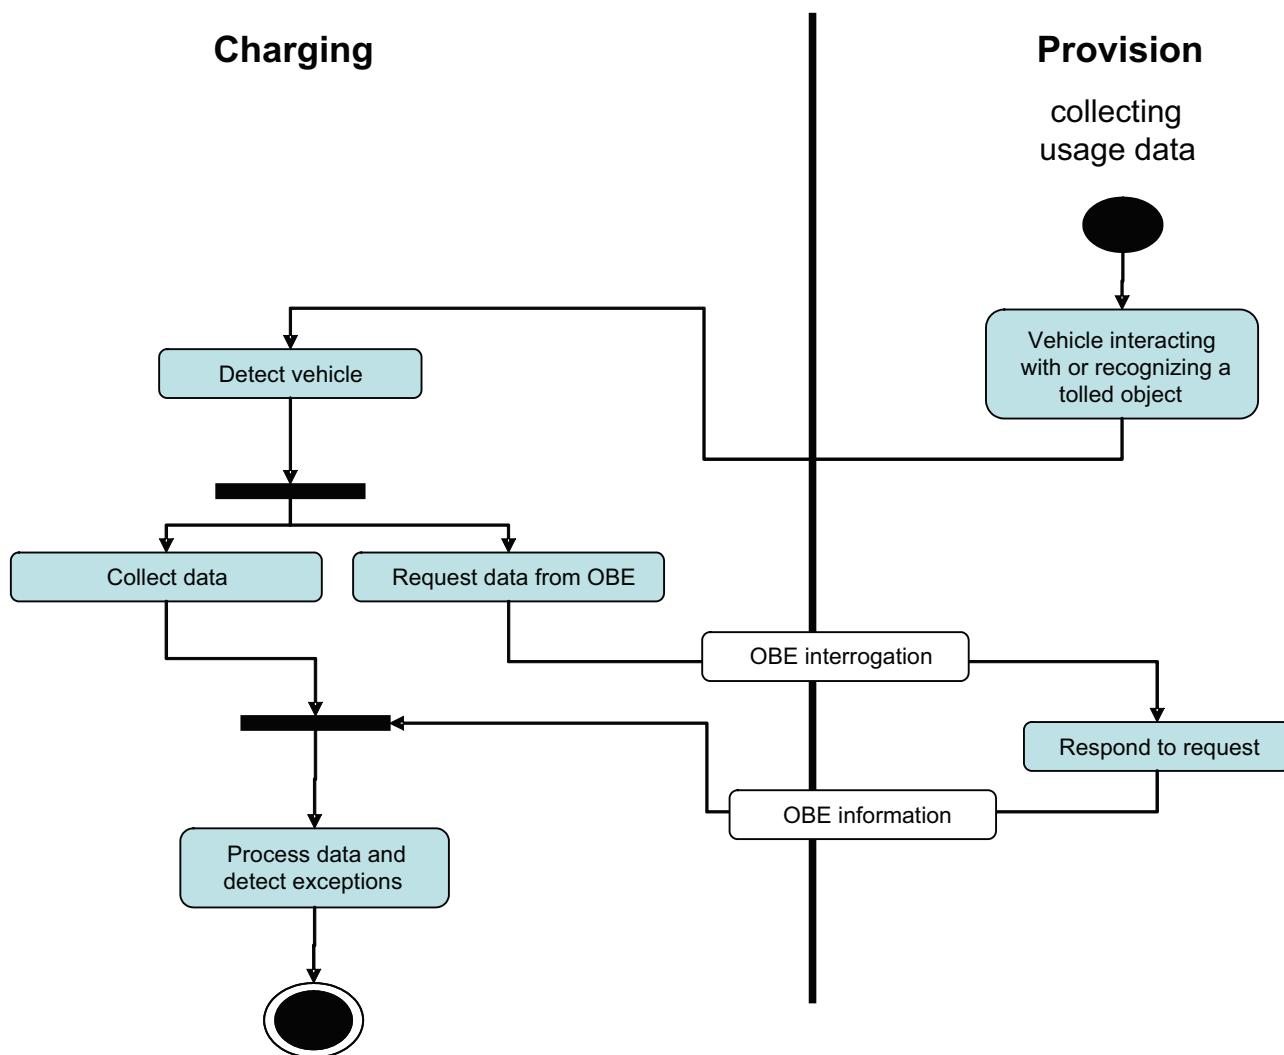 Charging
Provision
collecting
usage data
Vehicle interacting
with or recognizing a
tolled object
Detect vehicle
Collect data
Request data from OBE
OBE interrogation
Respond to request
OBE information
Process data and
detect exceptions